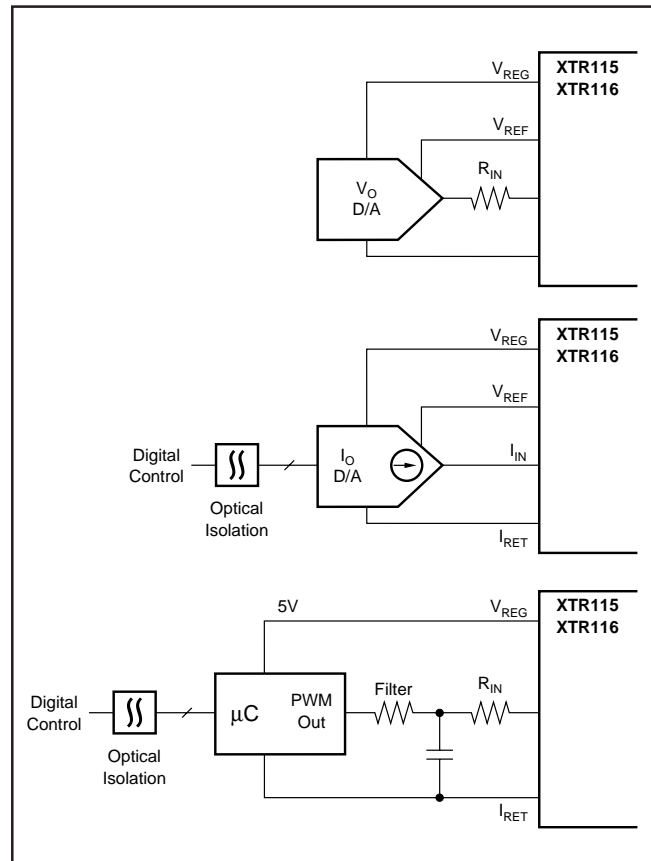 V_REG
XTR115
XTR116
V_REF
R_IN
V_O
D/A
V_REG
XTR115
XTR116
V_REF
Digital
Control
I_O
D/A
I_IN
Optical
Isolation
I_RET
5V
V_REG
XTR115
XTR116
Digital
Control
μC
PWM
Out
Filter
R_IN
Optical
Isolation
I_RET